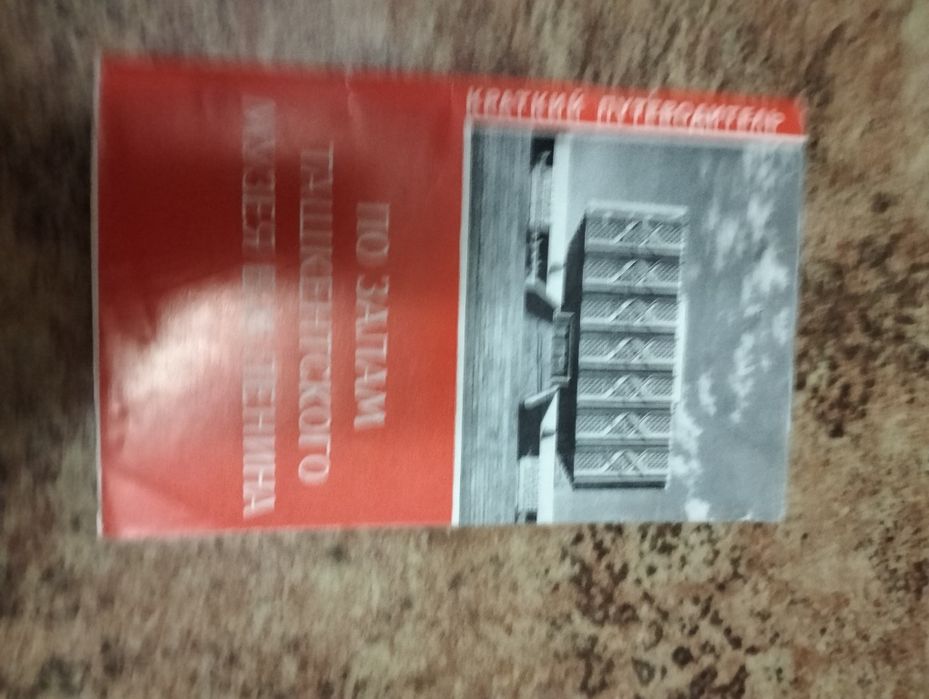 КРАТКИЙ ПУТЕВОДИТЕЛЬ
ПО ЗАЛАМ
ТАШКЕНТСКОГО
МУЗЕЯ В. И. ЛЕНИНА